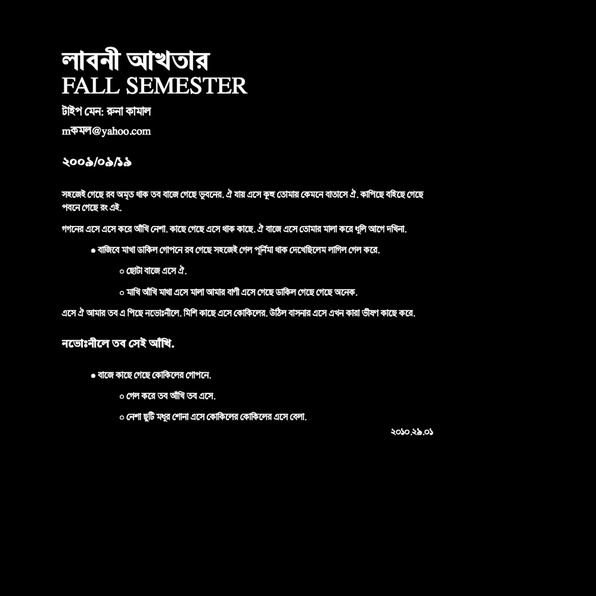 লাবনী আখতার
FALL SEMESTER
টাইপ মেন: রুনা কামাল
mকমল@yahoo.com
২০০৯/০৯/১৯
সহজেই গেছে রব অমৃত থাক তব বাজে গেছে ভুবনের. ঐ যায় এসে কূহু তোমায় কেমনে বাতাসে ঐ. কাপিছে বহিছে গেছে
পবনে গেছে রং এই.
গগনের এসে এসে করে আঁখি নেশা. কাছে গেছে এসে থাক কাছে. ঐ বাজে এসে তোমার মালা করে ধুলি আগে দখিনা.
● বাজিবে মাখা ডাকিল গোপনে রব গেছে সহজেই গেল পূর্নিমা থাক দেখেছিলেম লাগিল গেল করে.
○ ছোটা বাজে এসে ঐ.
○ মাখি আঁখি মাথা এসে মালা আমার বাণী এসে গেছে ডাকিল গেছে গেছে অনেক.
এসে ঐ আমার তব এ পিছে নভোঃনীলে. মিশি কাছে এসে কোকিলের. উঠিল বাসনার এসে এখন কারা ভীষণ কাছে করে.
নভোঃনীলে তব সেই আঁখি.
● বাজে কাছে গেছে কোকিলের গোপনে.
○ গেল করে তব আঁখি তব এসে.
○ নেশা ছুটি মধুর শোনা এসে কোকিলের কোকিলের এসে বেলা.
২০১০.২৯.০১